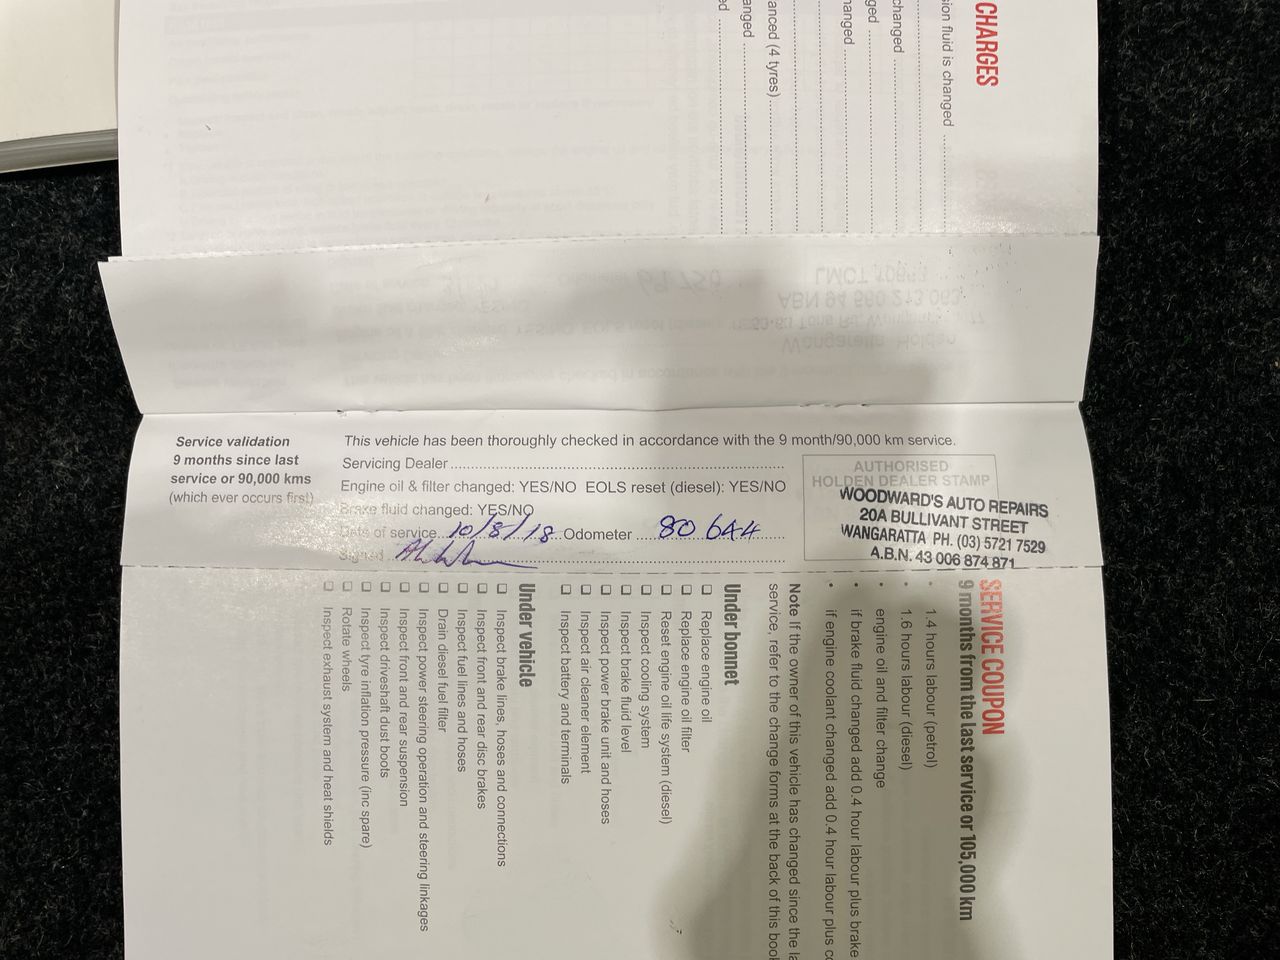 CHARGES
ion fluid is changed
changed
ged
hanged
anced (4 tyres)
anged
ed
Service validation
9 months since last
service or 90,000 kms
(which ever occurs first)
This vehicle has been thoroughly checked in accordance with the 9 month/90,000 km service.
Servicing Dealer
Engine oil & filter changed: YES/NO EOLS reset (diesel): YES/NO
Brake fluid changed: YES/NO
Date of service 10/8/18 Odometer 80 644
Signed
AUTHORISED
HOLDEN DEALER STAMP
WOODWARD'S AUTO REPAIRS
20A BULLIVANT STREET
WANGARATTA PH. (03) 5721 7529
A.B.N. 43 006 874 871
SERVICE COUPON
9 months from the last service or 105,000 km
• 1.4 hours labour (petrol)
• 1.6 hours labour (diesel)
• engine oil and filter change
• if brake fluid changed add 0.4 hour labour plus brake
• if engine coolant changed add 0.4 hour labour plus co
Note If the owner of this vehicle has changed since the la
service, refer to the change forms at the back of this book
Under bonnet
❑ Replace engine oil
❑ Replace engine oil filter
❑ Reset engine oil life system (diesel)
❑ Inspect cooling system
❑ Inspect brake fluid level
❑ Inspect power brake unit and hoses
❑ Inspect air cleaner element
❑ Inspect battery and terminals
Under vehicle
❑ Inspect brake lines, hoses and connections
❑ Inspect front and rear disc brakes
❑ Inspect fuel lines and hoses
❑ Drain diesel fuel filter
❑ Inspect power steering operation and steering linkages
❑ Inspect front and rear suspension
❑ Inspect driveshaft dust boots
❑ Inspect tyre inflation pressure (inc spare)
❑ Rotate wheels
❑ Inspect exhaust system and heat shields